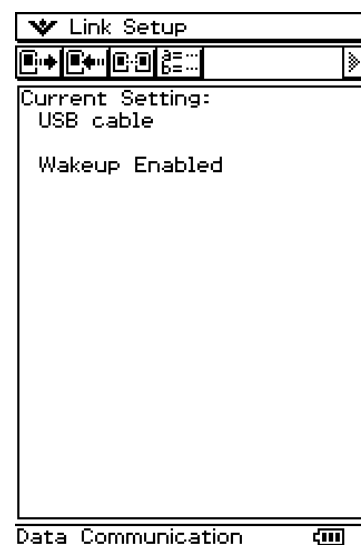 Link Setup
Current Setting:
USB cable
Wakeup Enabled
Data Communication